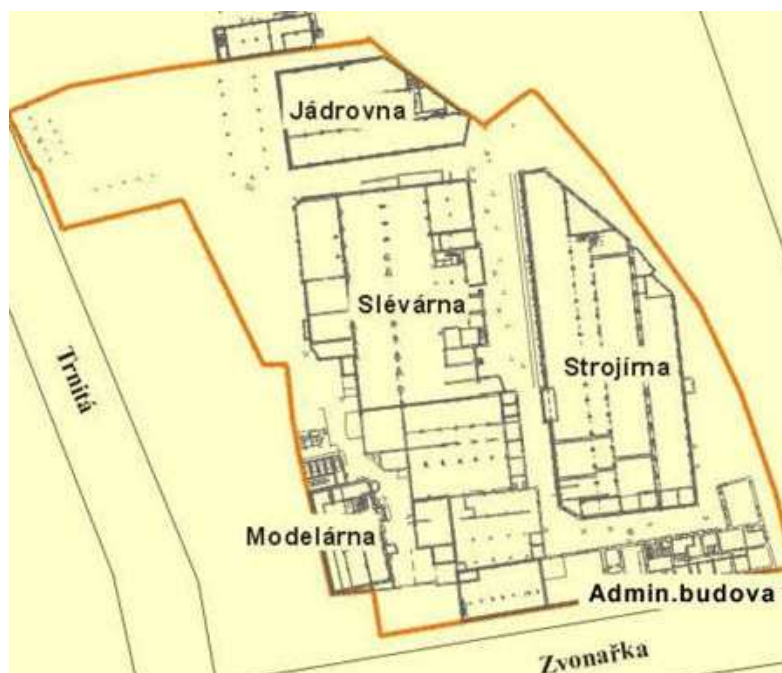 Jádrovna
Slévárna
Strojírna
Trnitá
Modelárna
Admin.budova
Zvonařka